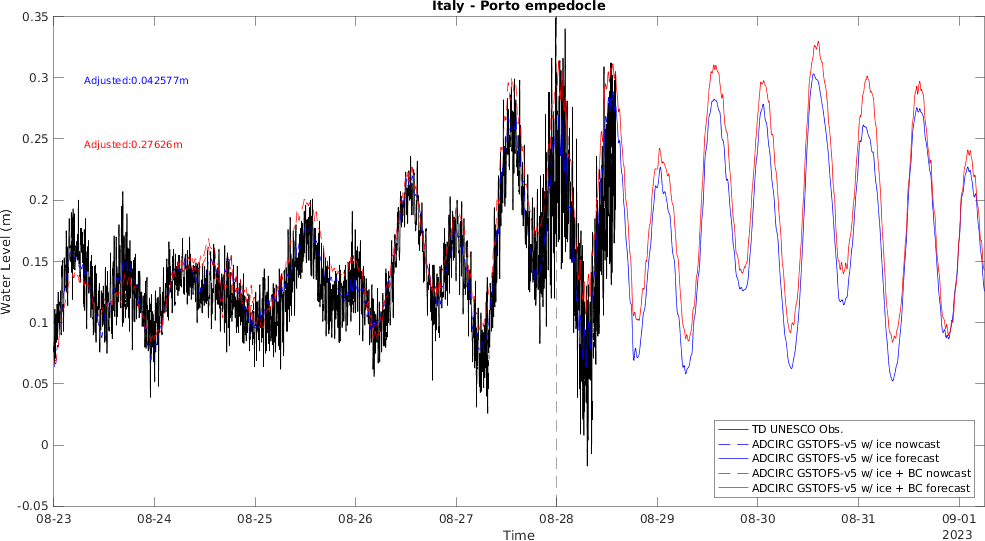 Italy - Porto empedocle
0.35
0.3
0.25
0.2
0.15
0.1
0.05
0
-0.05
Water Level (m)
Adjusted:0.042577m
Adjusted:0.27626m
TD UNESCO Obs.
ADCIRC GSTOFS-v5 w/ ice nowcast
ADCIRC GSTOFS-v5 w/ ice forecast
ADCIRC GSTOFS-v5 w/ ice + BC nowcast
ADCIRC GSTOFS-v5 w/ ice + BC forecast
08-23 08-24 08-25 08-26 08-27 08-28 08-29 08-30 08-31 09-01
Time
2023